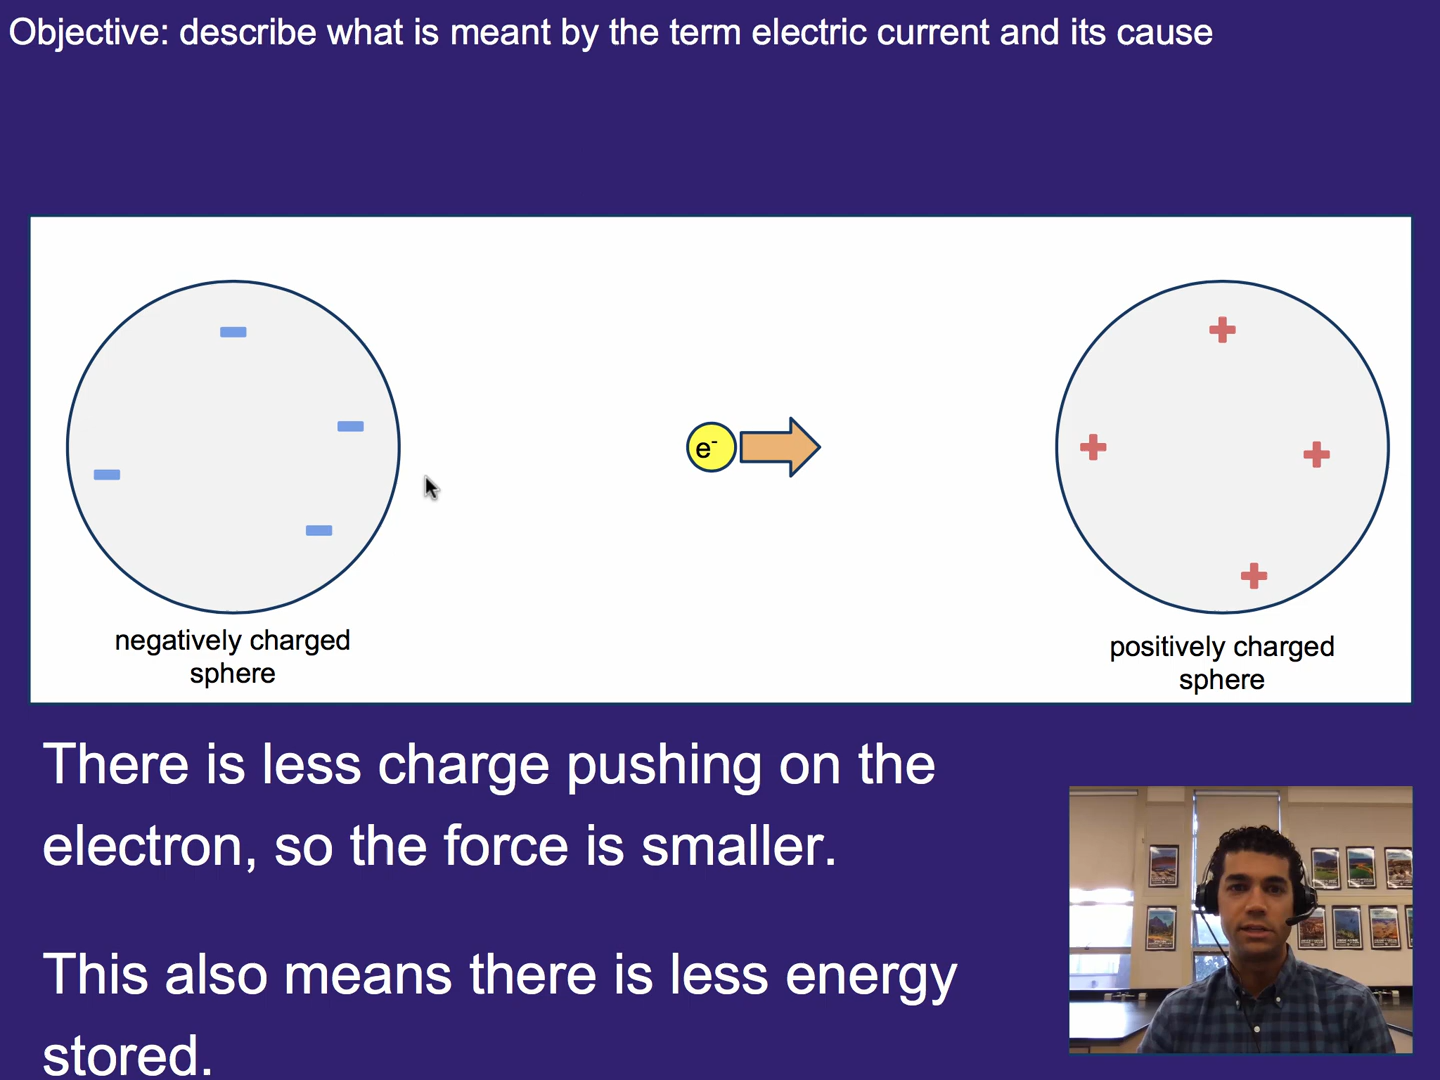 Objective: describe what is meant by the term electric current and its cause
e-
negatively charged
sphere
positively charged
sphere
There is less charge pushing on the
electron, so the force is smaller.
This also means there is less energy
stored.